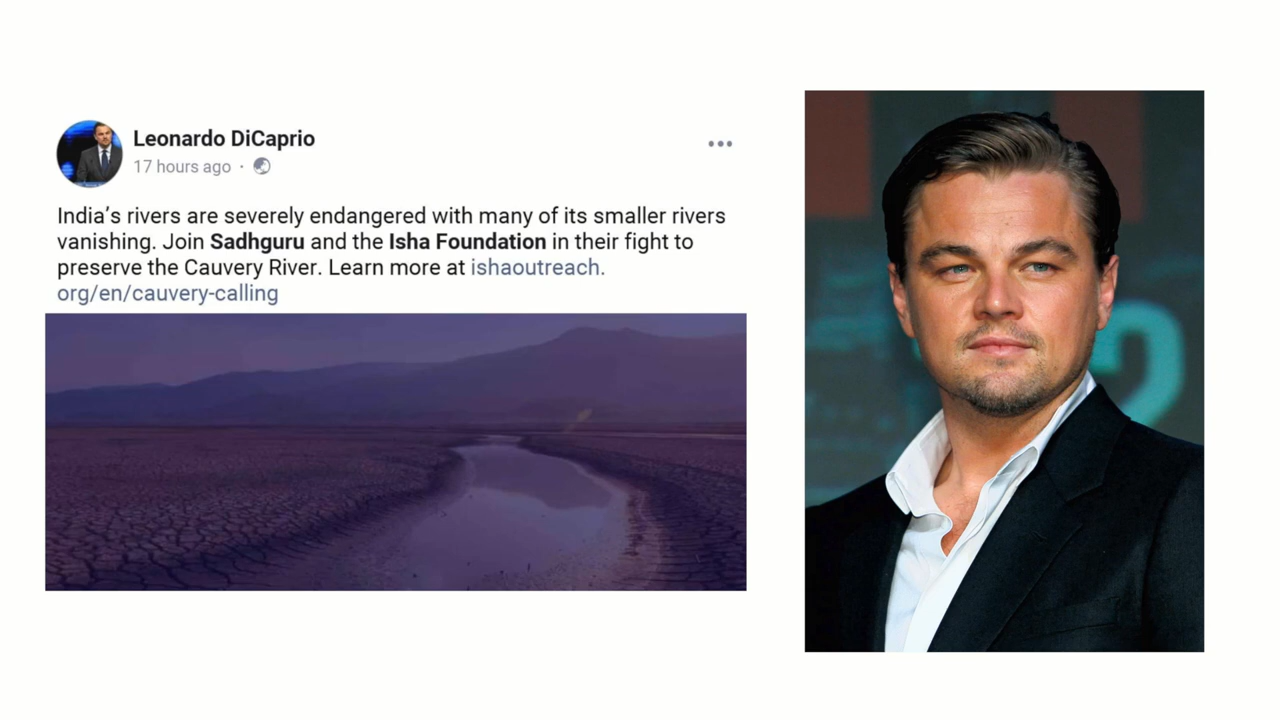 Leonardo DiCaprio
17 hours ago ·
India’s rivers are severely endangered with many of its smaller rivers
vanishing. Join Sadhguru and the Isha Foundation in their fight to
preserve the Cauvery River. Learn more at ishaoutreach.
org/en/cauvery-calling
2